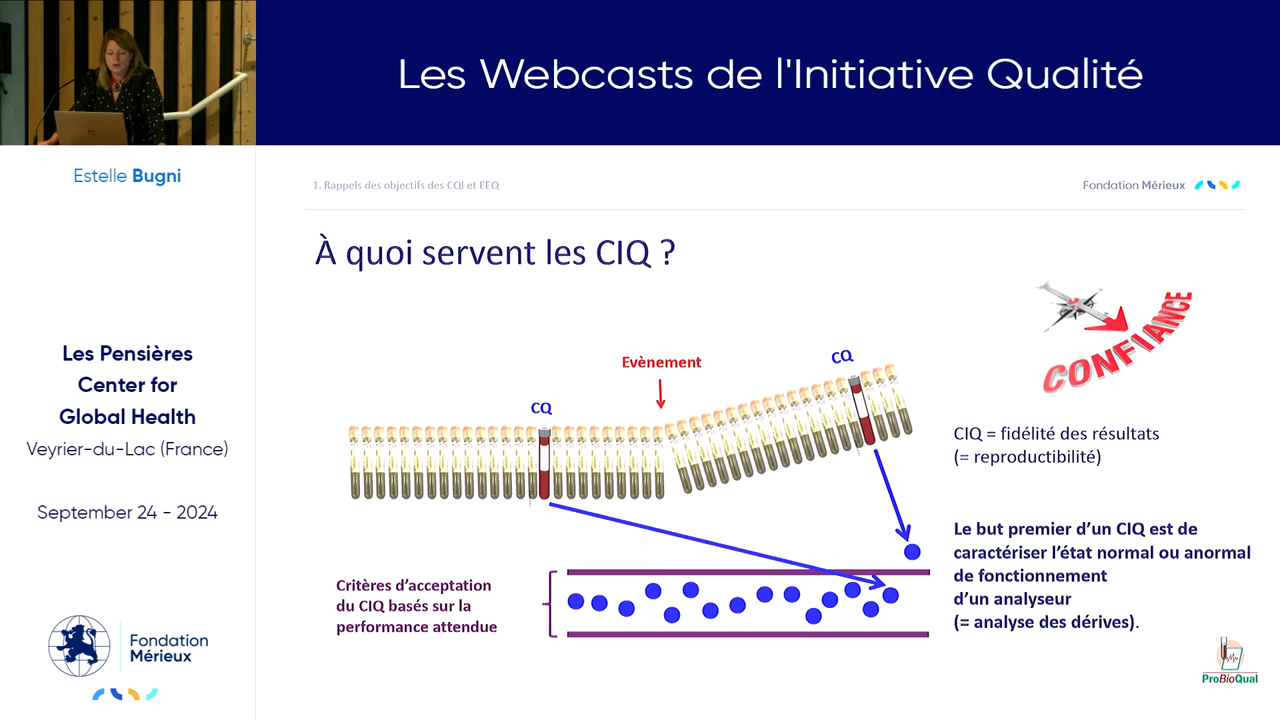 Les Webcasts de l'Initiative Qualité
Estelle Bugni
Les Pensières
Center for
Global Health
Veyrier-du-Lac (France)
September 24 - 2024
Fondation
Mérieux
1. Rappels des objectifs des CQI et EEQ
Fondation Mérieux
À quoi servent les CIQ ?
CONFIANCE
Evènement
CQ
CQ
CIQ = fidélité des résultats
(= reproductibilité)
Le but premier d’un CIQ est de
caractériser l’état normal ou anormal
de fonctionnement
d’un analyseur
(= analyse des dérives).
Critères d’acceptation
du CIQ basés sur la
performance attendue
ProBioQual